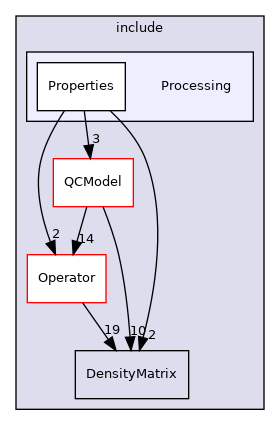 include
Properties
Processing
3
QCModel
2
14
Operator
19
10
2
DensityMatrix